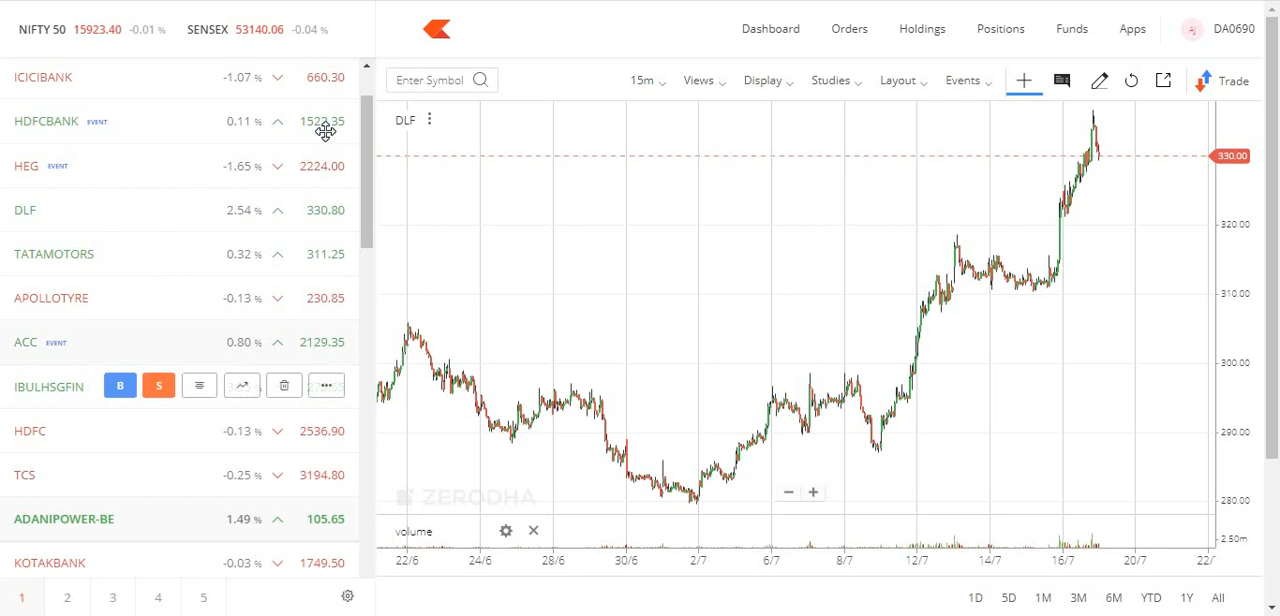 NIFTY 50 15923.40 -0.01 % SENSEX 53140.06 -0.04 %
Dashboard Orders Holdings Positions Funds Apps AJ DA0690
ICICIBANK -1.07 % 660.30
HDFCBANK EVENT 0.11 %
HEG EVENT -1.65 % 2224.00
DLF 2.54 % 330.80
TATAMOTORS 0.32 % 311.25
APOLLOTYRE -0.13 % 230.85
ACC EVENT 0.80 % 2129.35
IBULHSGFIN B S
HDFC -0.13 % 2536.90
TCS -0.25 % 3194.80
ADANIPOWER-BE 1.49 % 105.65
KOTAKBANK -0.03 % 1749.50
1 2 3 4 5
Enter Symbol 15m Views Display Studies Layout Events Trade
DLF
330.00
320.00
310.00
300.00
290.00
280.00
ZERODHA
volume
2.50m
22/6 24/6 28/6 30/6 2/7 6/7 8/7 12/7 14/7 16/7 20/7 22/
1D 5D 1M 3M 6M YTD 1Y All